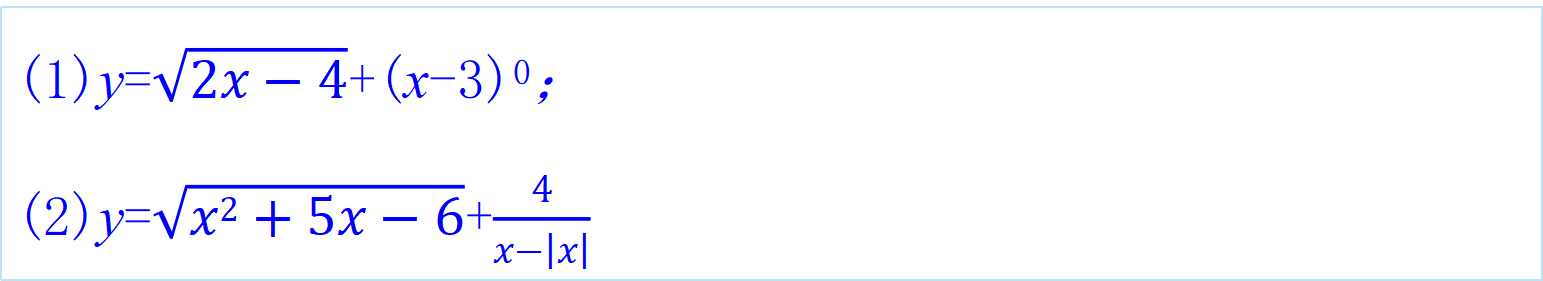 (1)y=√(2x − 4)+(x−3)⁰;
(2)y=√(x² + 5x − 6)+4/(x−|x|)